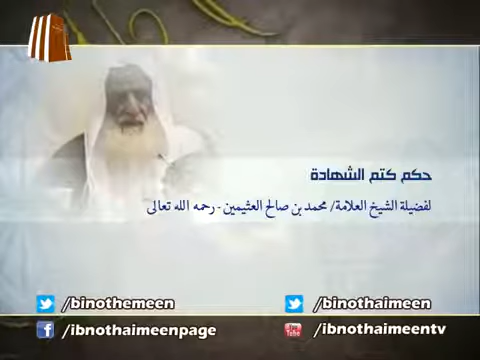 حكم كتم الشهادة
لفضيلة الشيخ العلامة/ محمد بن صالح العثيمين - رحمه الله تعالى
/binothemeen
/binothaimeen
/ibnothaimeenpage
/ibnothaimeentv